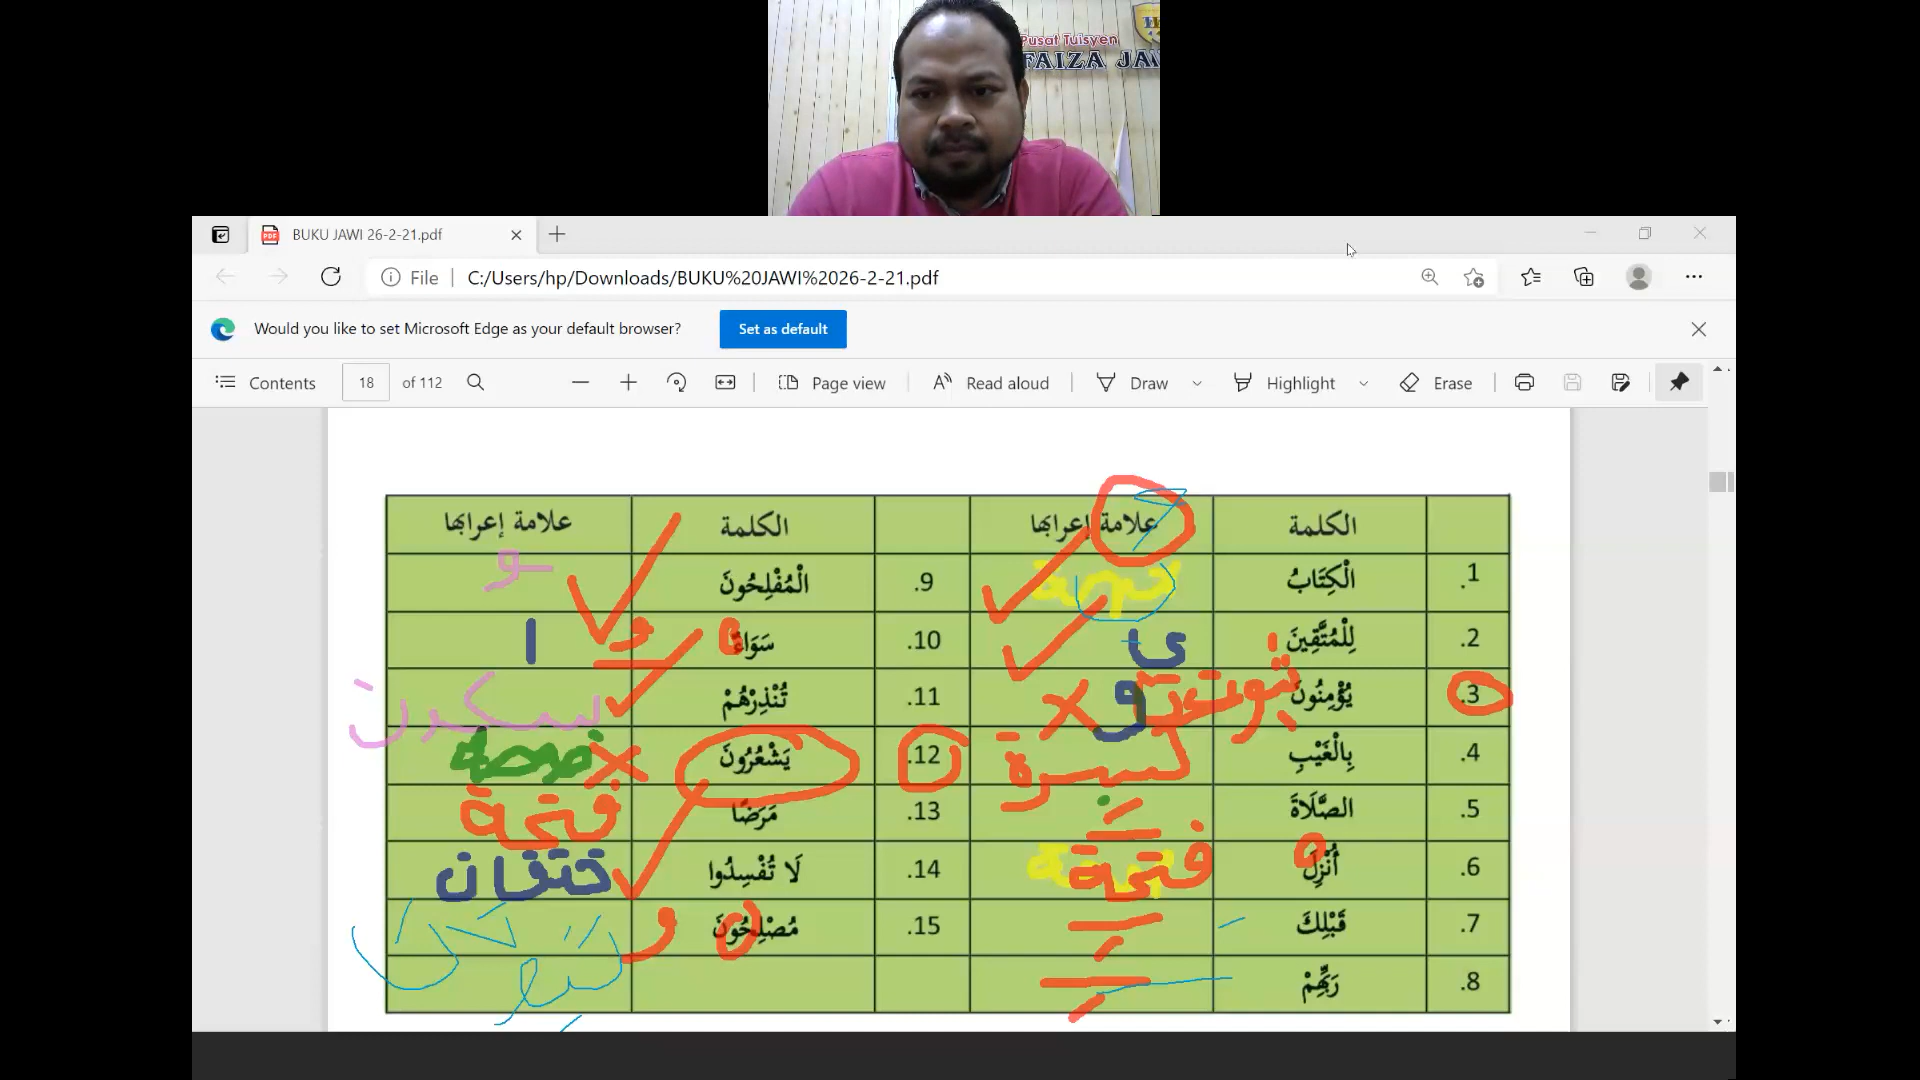 Pusat Tuisyen
FAIZA JAW
BUKU JAWI 26-2-21.pdf
File | C:/Users/hp/Downloads/BUKU%20JAWI%2026-2-21.pdf
Would you like to set Microsoft Edge as your default browser? Set as default
Contents 18 of 112 Page view Read aloud Draw Highlight Erase
الكلمة علامة إعرابها الكلمة علامة إعرابها
1. الْكِتَابُ 9. الْمُفْلِحُونَ و
2. لِلْمُتَّقِينَ ي 10. سَوَاءٌ ا
3. يُؤْمِنُونَ و 11. تُنْذِرْهُمْ سكون
4. بِالْغَيْبِ كسرة 12. يَشْعُرُونَ
5. الصَّلَاةَ 13. مَرَضًا فتحة
6. أُنْزِلَ فتحة 14. لَا تُفْسِدُوا
7. قَبْلِكَ 15. مُصْلِحُونَ و
8. رَبِّهِمْ